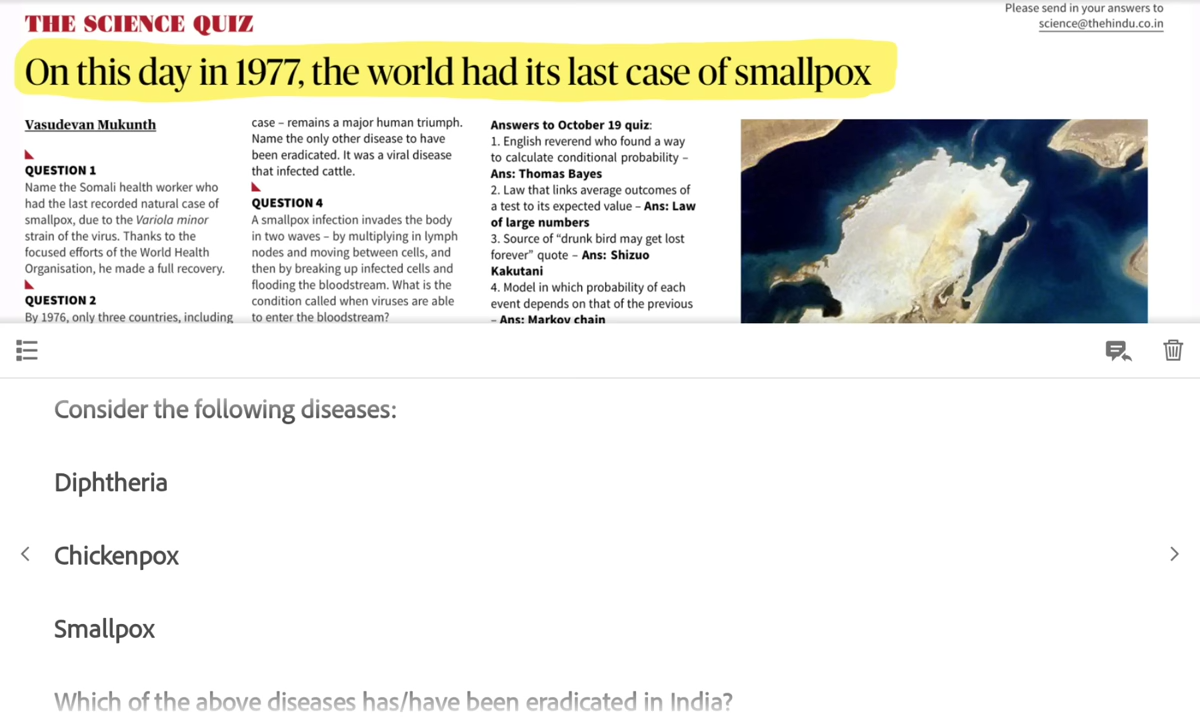 THE SCIENCE QUIZ
Please send in your answers to
science@thehindu.co.in
On this day in 1977, the world had its last case of smallpox
Vasudevan Mukunth
QUESTION 1
Name the Somali health worker who
had the last recorded natural case of
smallpox, due to the Variola minor
strain of the virus. Thanks to the
focused efforts of the World Health
Organisation, he made a full recovery.
QUESTION 2
By 1976, only three countries, including
case – remains a major human triumph.
Name the only other disease to have
been eradicated. It was a viral disease
that infected cattle.
QUESTION 4
A smallpox infection invades the body
in two waves – by multiplying in lymph
nodes and moving between cells, and
then by breaking up infected cells and
flooding the bloodstream. What is the
condition called when viruses are able
to enter the bloodstream?
Answers to October 19 quiz:
1. English reverend who found a way
to calculate conditional probability –
Ans: Thomas Bayes
2. Law that links average outcomes of
a test to its expected value – Ans: Law
of large numbers
3. Source of “drunk bird may get lost
forever” quote – Ans: Shizuo
Kakutani
4. Model in which probability of each
event depends on that of the previous
– Ans: Markov chain
Consider the following diseases:
Diphtheria
Chickenpox
Smallpox
Which of the above diseases has/have been eradicated in India?